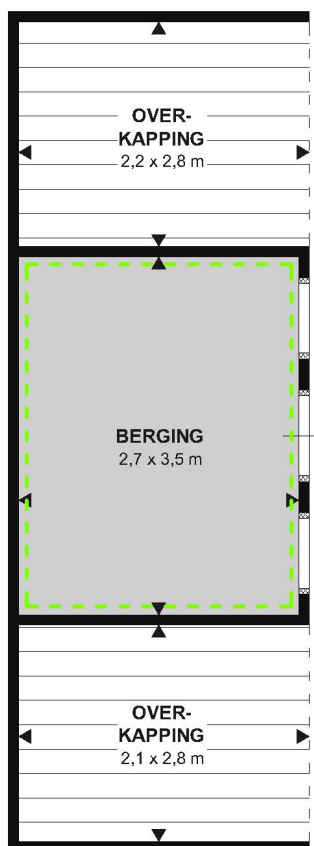 OVER-
KAPPING
2,2 x 2,8 m
BERGING
2,7 x 3,5 m
OVER-
KAPPING
2,1 x 2,8 m